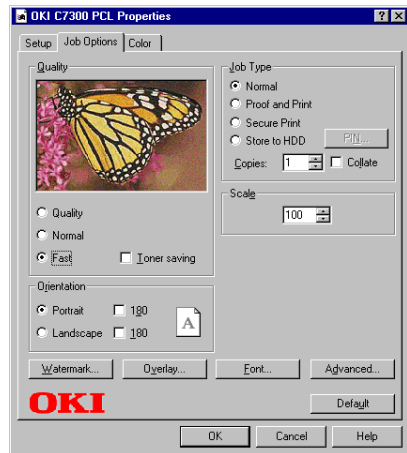 OKI C7300 PCL Properties
Setup Job Options Color
Quality
Quality
Normal
Fast Toner saving
Orientation
Portrait 180
Landscape 180
A
Job Type
Normal
Proof and Print
Secure Print
Store to HDD PIN...
Copies: 1 Collate
Scale
100
Watermark... Overlay... Font... Advanced...
OKI Default
OK Cancel Help